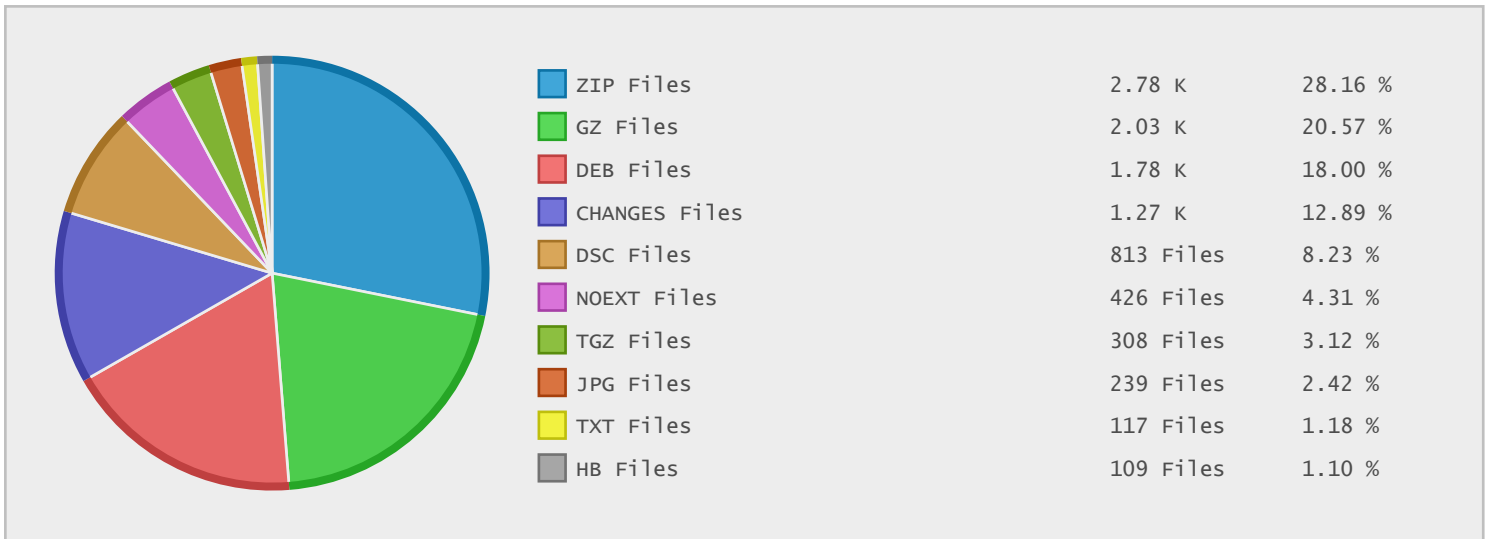 ZIP Files 2.78 K 28.16 %
GZ Files 2.03 K 20.57 %
DEB Files 1.78 K 18.00 %
CHANGES Files 1.27 K 12.89 %
DSC Files 813 Files 8.23 %
NOEXT Files 426 Files 4.31 %
TGZ Files 308 Files 3.12 %
JPG Files 239 Files 2.42 %
TXT Files 117 Files 1.18 %
HB Files 109 Files 1.10 %